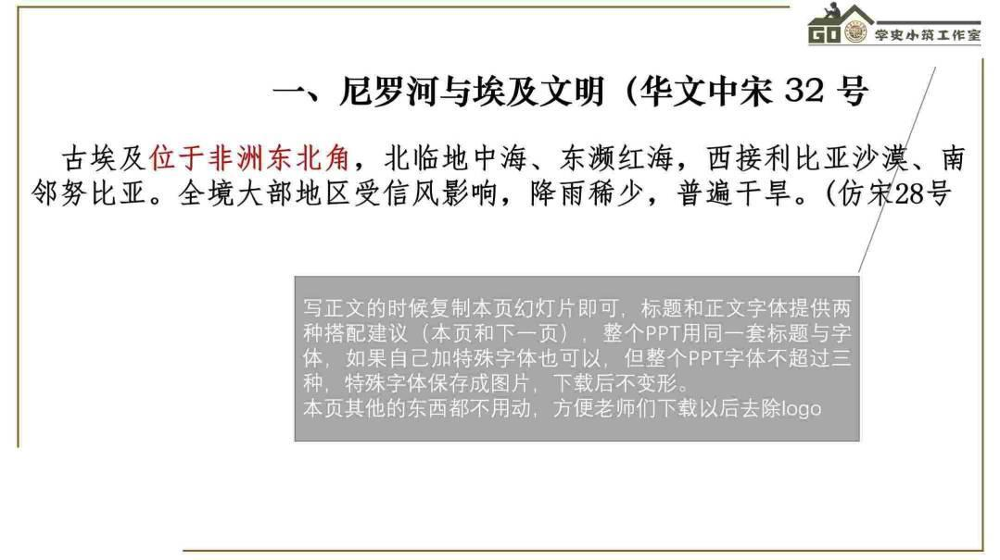 GO 学史小筑工作室
一、尼罗河与埃及文明（华文中宋 32 号
古埃及位于非洲东北角，北临地中海、东濒红海，西接利比亚沙漠、南
邻努比亚。全境大部地区受信风影响，降雨稀少，普遍干旱。(仿宋28号
写正文的时候复制本页幻灯片即可，标题和正文字体提供两
种搭配建议（本页和下一页），整个PPT用同一套标题与字
体，如果自己加特殊字体也可以，但整个PPT字体不超过三
种，特殊字体保存成图片，下载后不变形。
本页其他的东西都不用动，方便老师们下载以后去除logo